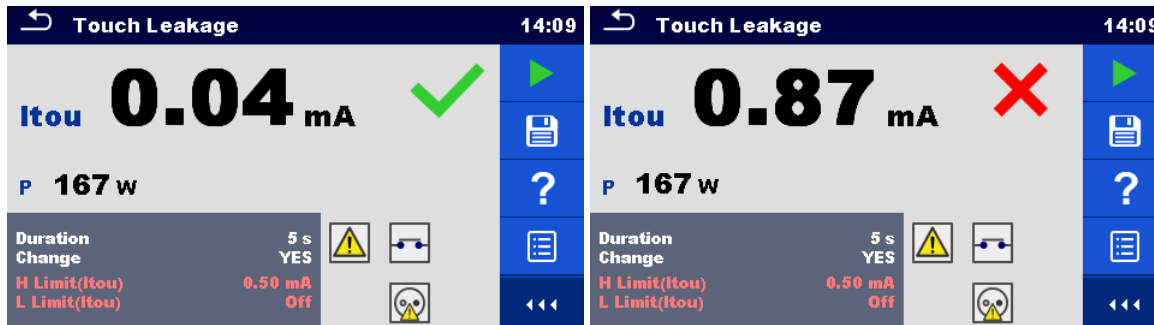 Touch Leakage 14:09
Itou 0.04 mA
P 167 W
?
Duration 5 s
Change YES
H Limit(Itou) 0.50 mA
L Limit(Itou) Off
Touch Leakage 14:09
Itou 0.87 mA
P 167 W
?
Duration 5 s
Change YES
H Limit(Itou) 0.50 mA
L Limit(Itou) Off